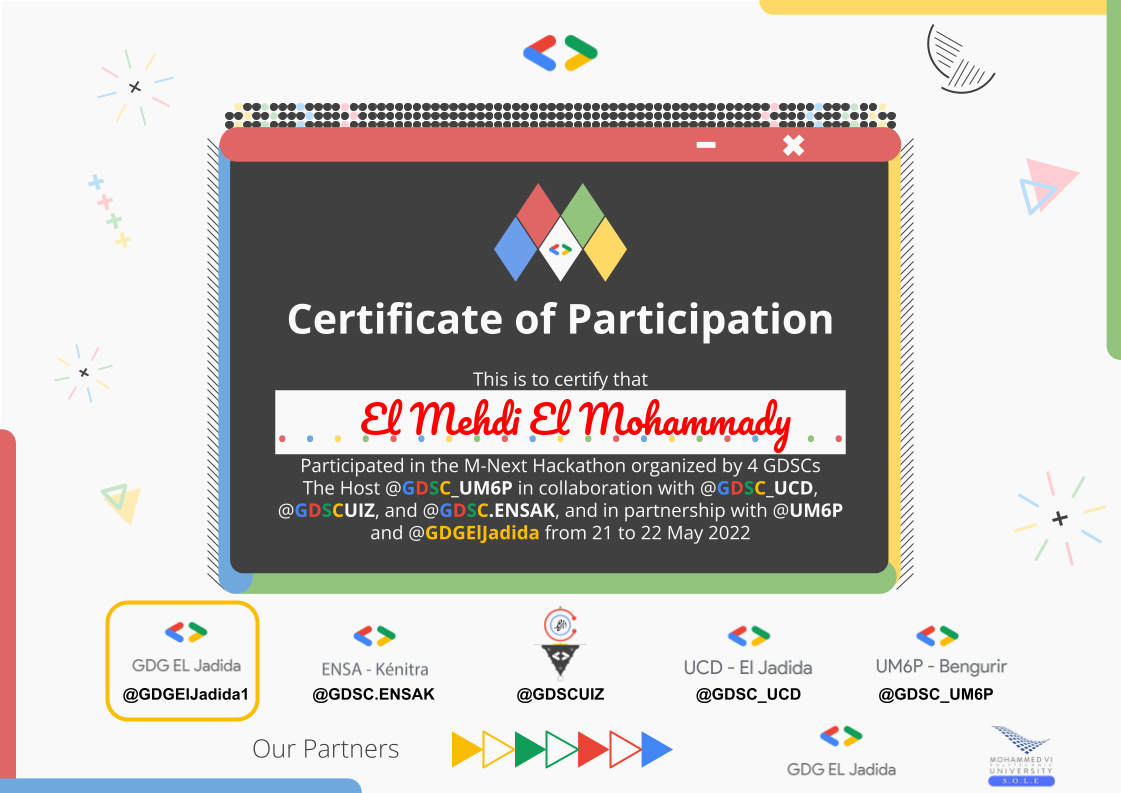 Certificate of Participation
This is to certify that
El Mehdi El Mohammady
Participated in the M-Next Hackathon organized by 4 GDSCs
The Host @GDSC_UM6P in collaboration with @GDSC_UCD,
@GDSCUIZ, and @GDSC.ENSAK, and in partnership with @UM6P
and @GDGElJadida from 21 to 22 May 2022
GDG EL Jadida
@GDGElJadida1
ENSA - Kénitra
@GDSC.ENSAK
@GDSCUIZ
UCD - El Jadida
@GDSC_UCD
UM6P - Bengurir
@GDSC_UM6P
Our Partners
GDG EL Jadida
MOHAMMED VI
POLYTECHNIC
UNIVERSITY
S.O.L.E